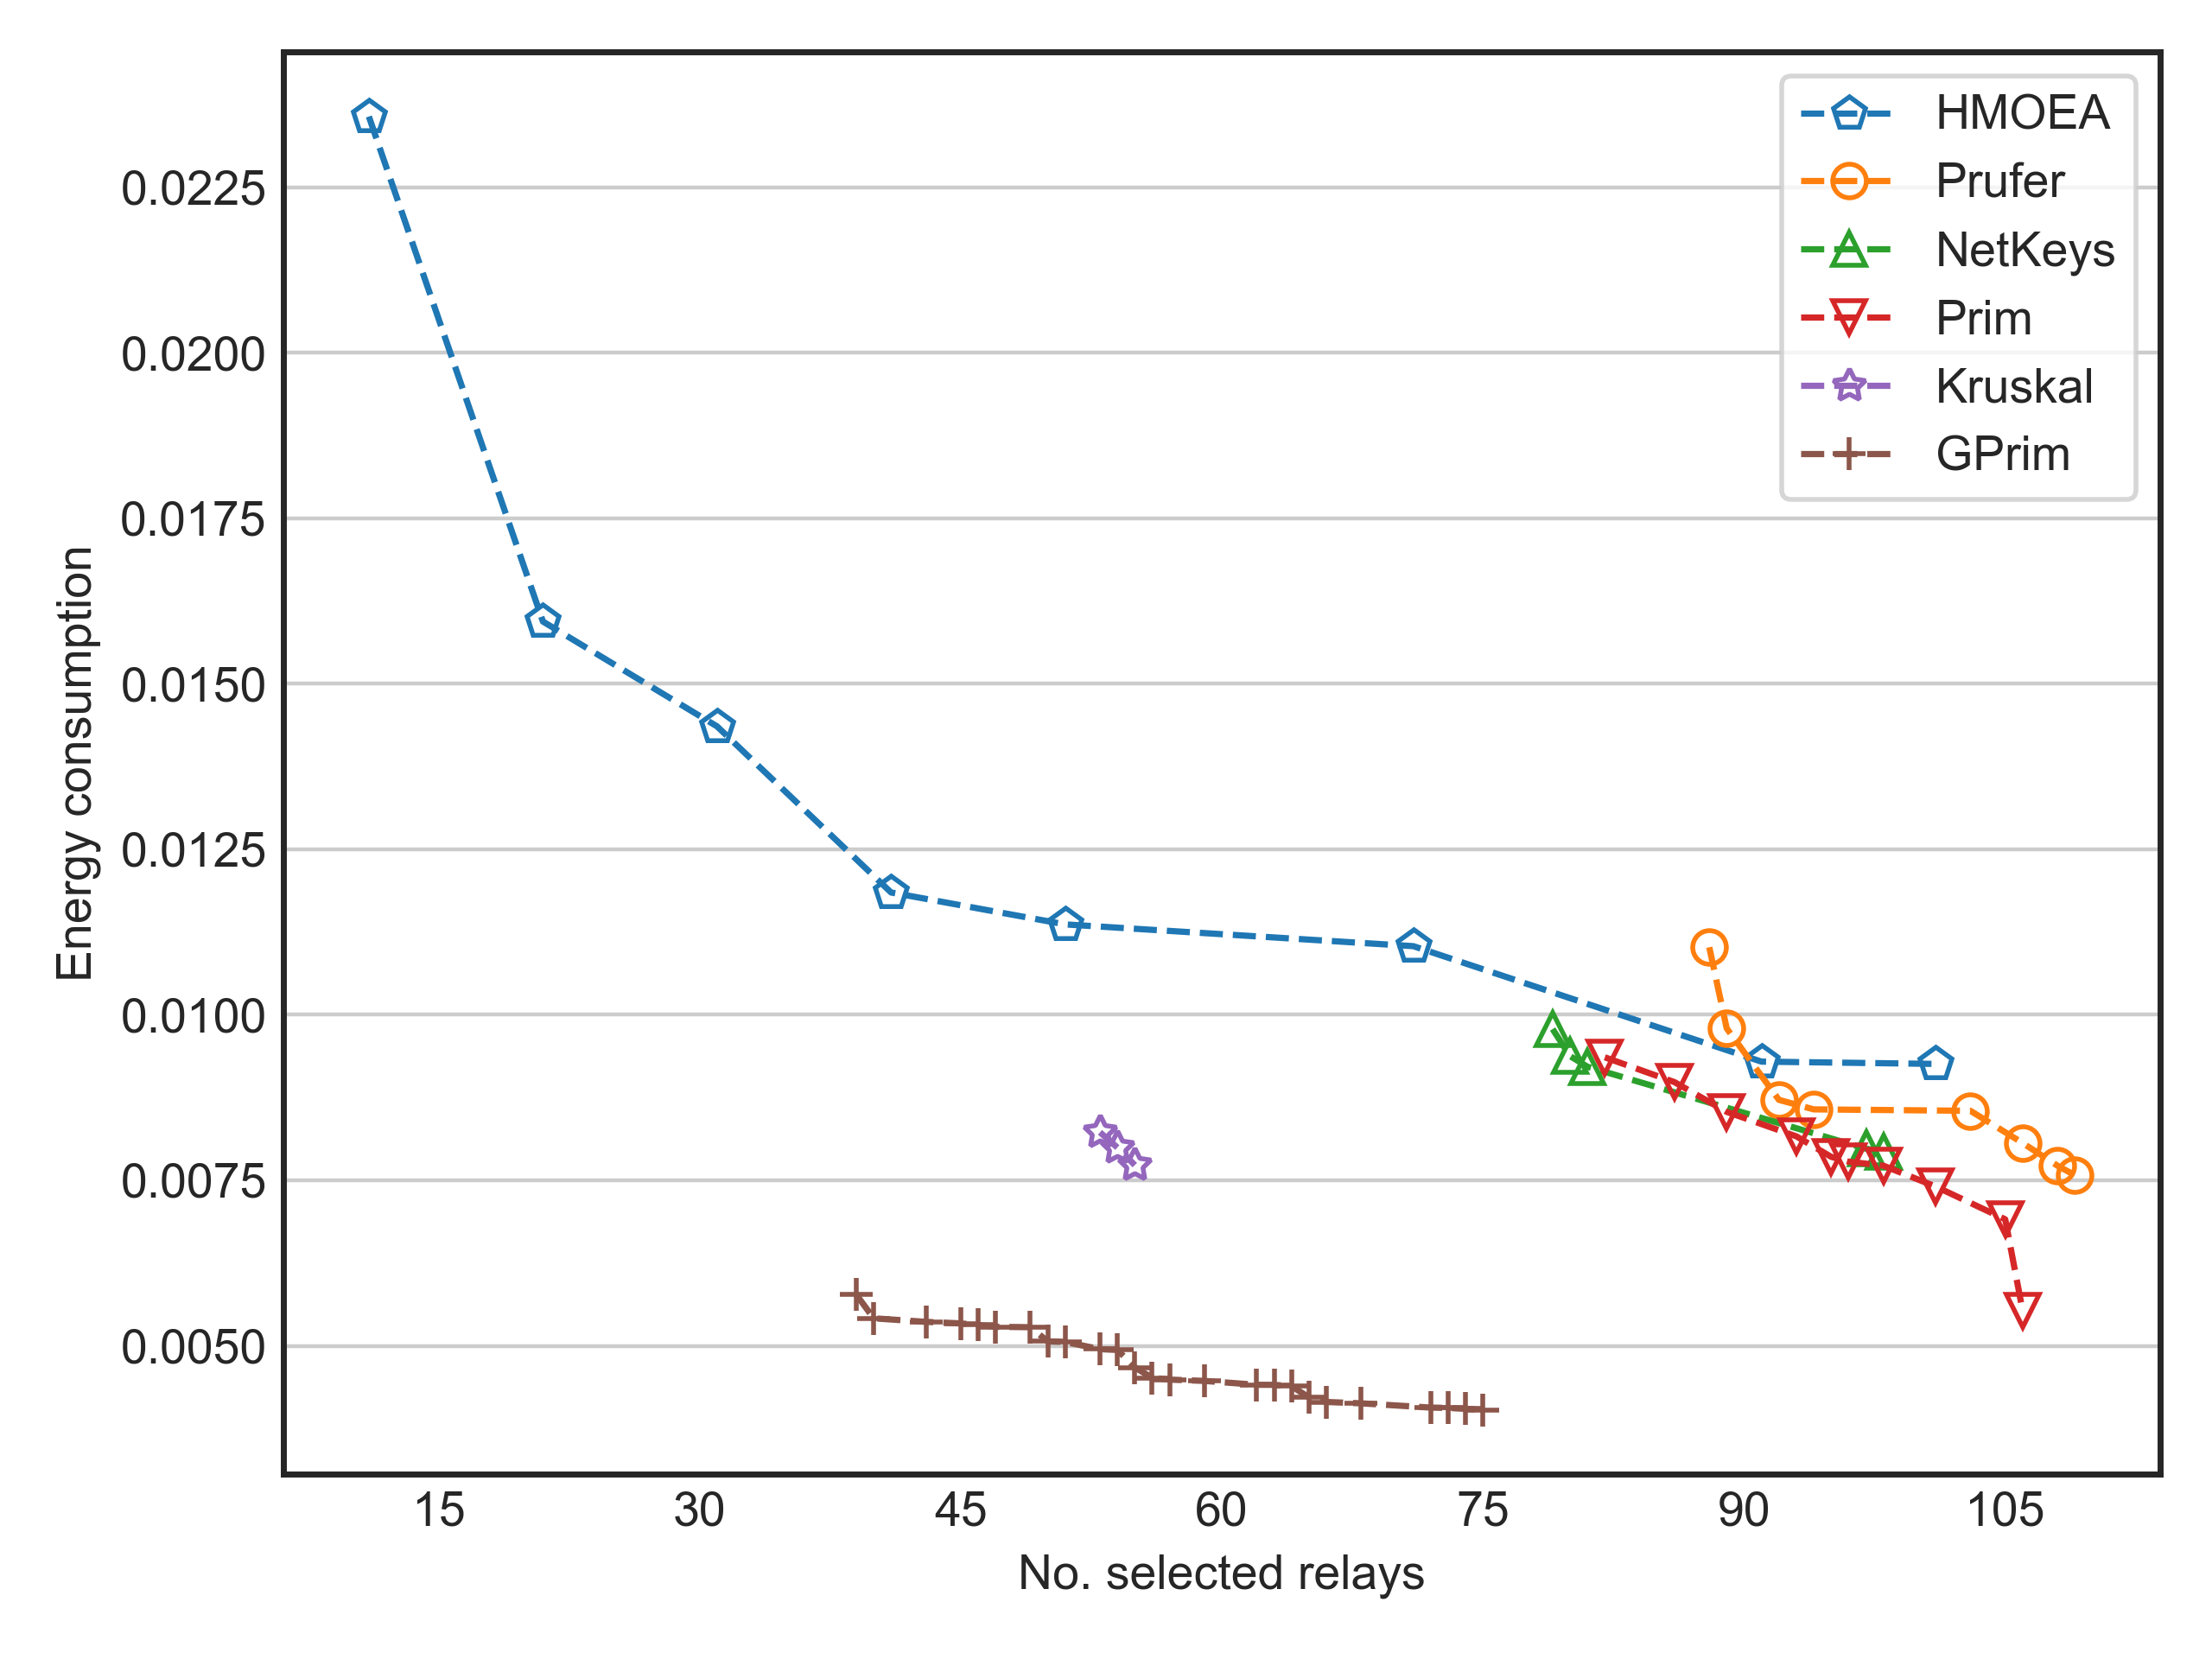 HMOEA
Prufer
NetKeys
Prim
Kruskal
GPrim
Energy consumption
0.0225
0.0200
0.0175
0.0150
0.0125
0.0100
0.0075
0.0050
15 30 45 60 75 90 105
No. selected relays